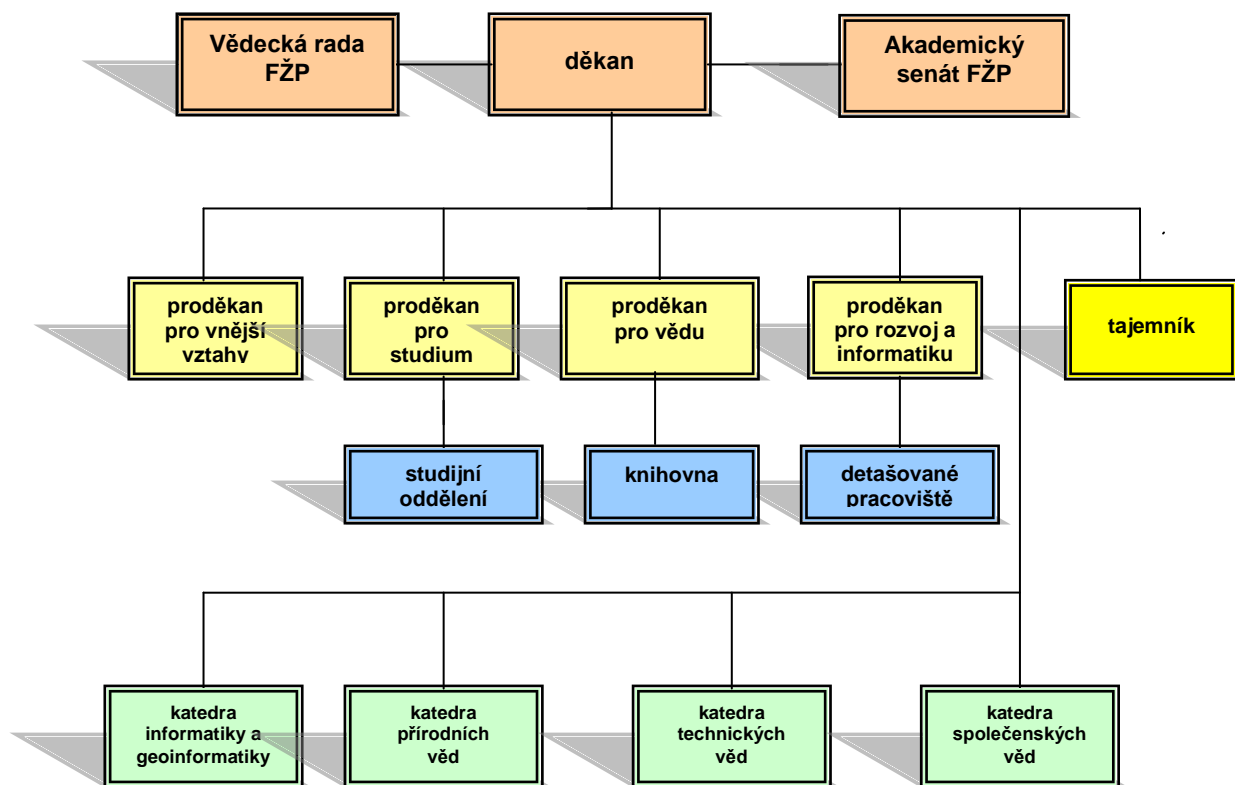 Vědecká rada
FŽP
děkan
Akademický
senát FŽP
proděkan
pro vnější
vztahy
proděkan
pro
studium
proděkan
pro vědu
proděkan
pro rozvoj a
informatiku
tajemník
studijní
oddělení
knihovna
detašované
pracoviště
katedra
informatiky a
geoinformatiky
katedra
přírodních
věd
katedra
technických
věd
katedra
společenských
věd